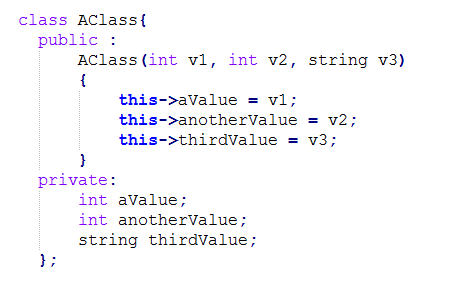 class AClass{
public :
AClass(int v1, int v2, string v3)
{
this->aValue = v1;
this->anotherValue = v2;
this->thirdValue = v3;
}
private:
int aValue;
int anotherValue;
string thirdValue;
};